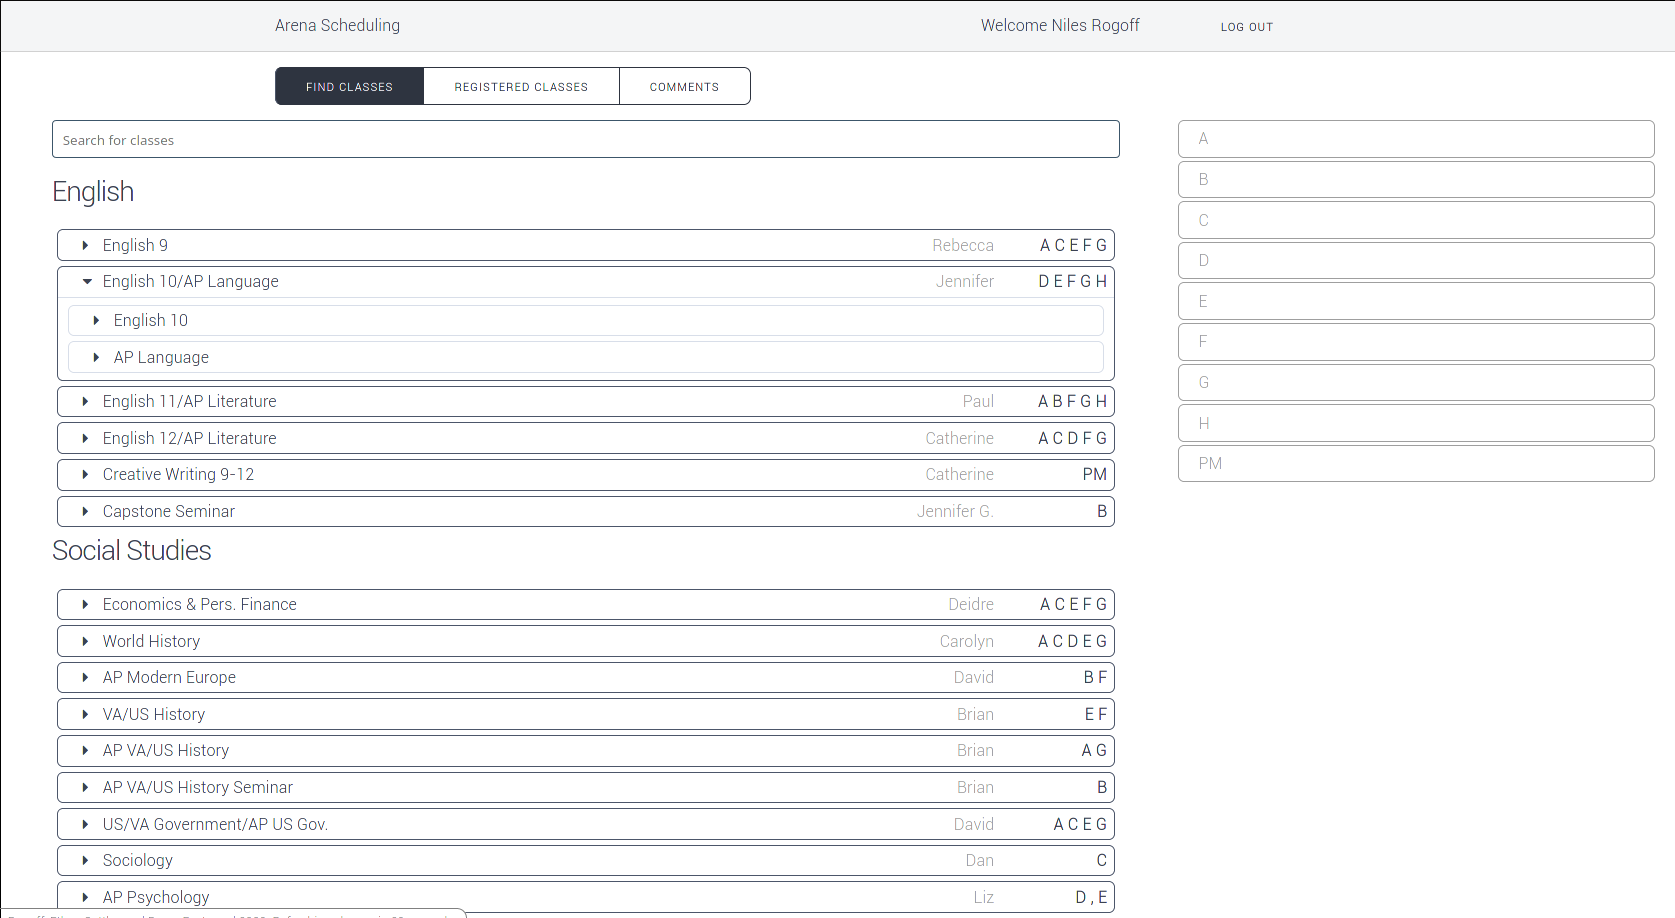 Arena Scheduling Welcome Niles Rogoff LOG OUT
FIND CLASSES REGISTERED CLASSES COMMENTS
Search for classes
English
English 9 Rebecca A C E F G
English 10/AP Language Jennifer D E F G H
English 10
AP Language
English 11/AP Literature Paul A B F G H
English 12/AP Literature Catherine A C D F G
Creative Writing 9-12 Catherine PM
Capstone Seminar Jennifer G. B
Social Studies
Economics & Pers. Finance Deidre A C E F G
World History Carolyn A C D E G
AP Modern Europe David B F
VA/US History Brian E F
AP VA/US History Brian A G
AP VA/US History Seminar Brian B
US/VA Government/AP US Gov. David A C E G
Sociology Dan C
AP Psychology Liz D , E
A
B
C
D
E
F
G
H
PM